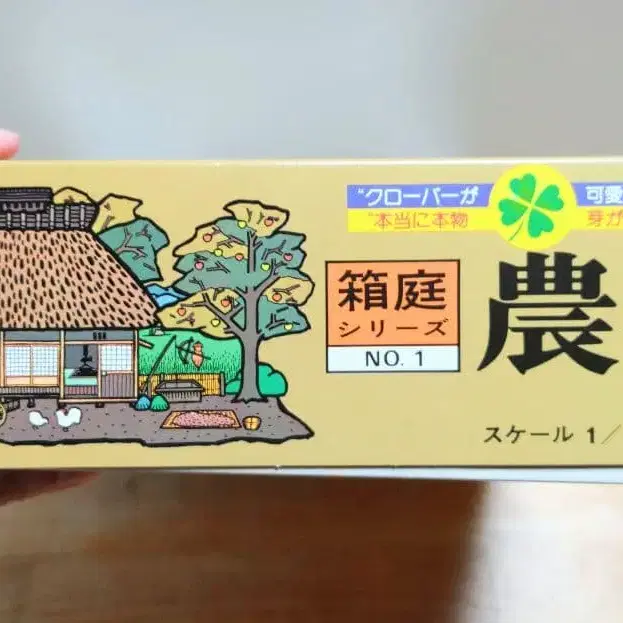 “クローバーが 可愛
“本当に本物 芽が
箱庭
シリーズ
NO. 1
農
スケール 1／